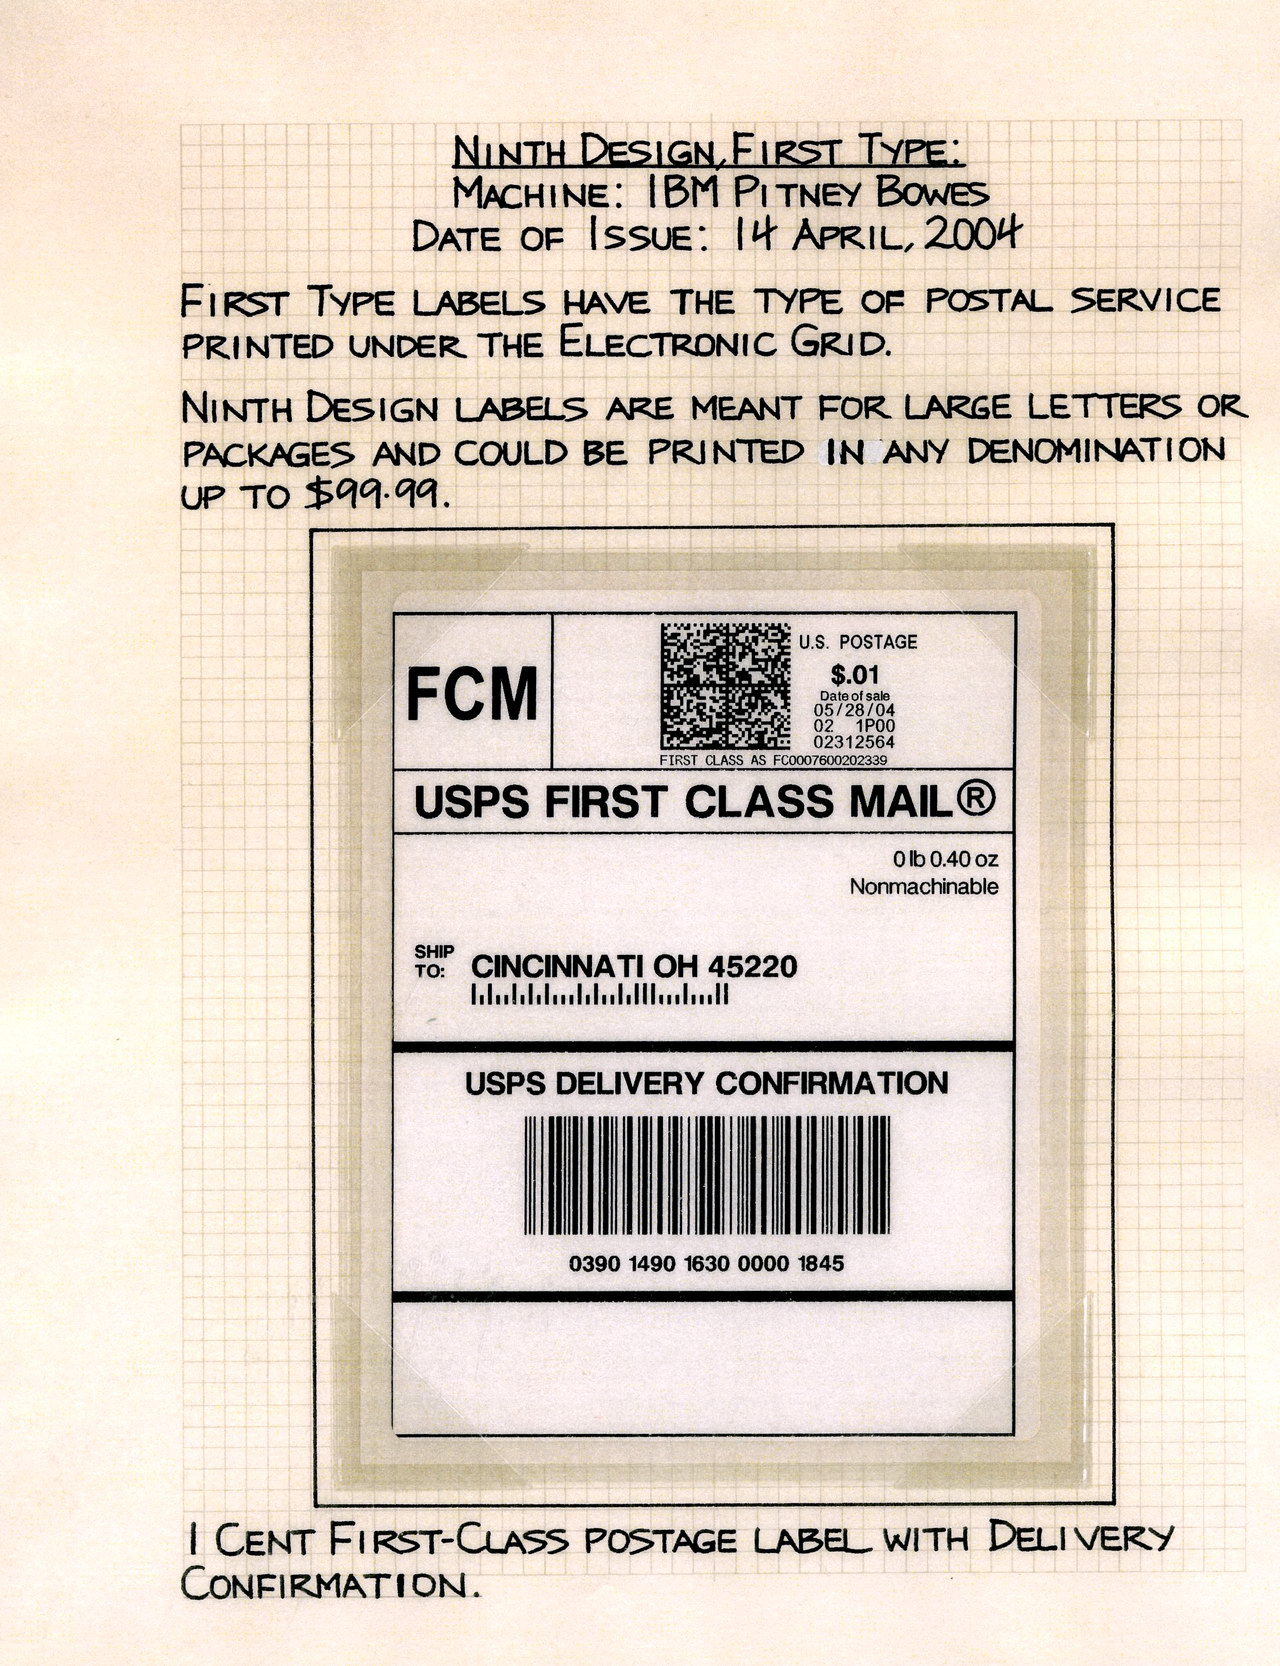 NINTH DESIGN, FIRST TYPE:
MACHINE: IBM PITNEY BOWES
DATE OF ISSUE: 14 APRIL, 2004
FIRST TYPE LABELS HAVE THE TYPE OF POSTAL SERVICE
PRINTED UNDER THE ELECTRONIC GRID.
NINTH DESIGN LABELS ARE MEANT FOR LARGE LETTERS OR
PACKAGES AND COULD BE PRINTED IN ANY DENOMINATION
UP TO $99.99.
FCM
U.S. POSTAGE
$.01
Date of sale
05/28/04
02 1P00
02312564
FIRST CLASS AS FC0007600202339
USPS FIRST CLASS MAIL®
0 lb 0.40 oz
Nonmachinable
SHIP
TO: CINCINNATI OH 45220
USPS DELIVERY CONFIRMATION
0390 1490 1630 0000 1845
1 CENT FIRST-CLASS POSTAGE LABEL WITH DELIVERY
CONFIRMATION.